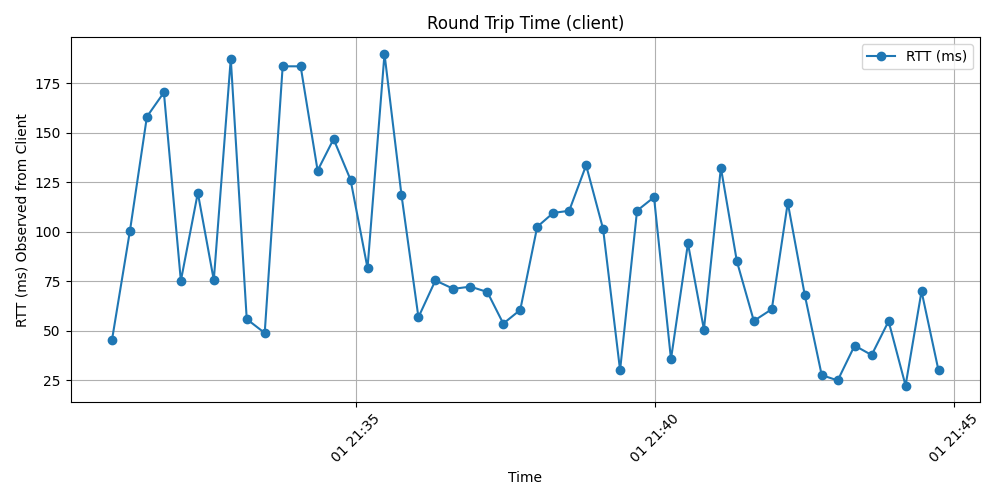 Round Trip Time (client)
RTT (ms)
RTT (ms) Observed from Client
175
150
125
100
75
50
25
01 21:35
01 21:40
01 21:45
Time